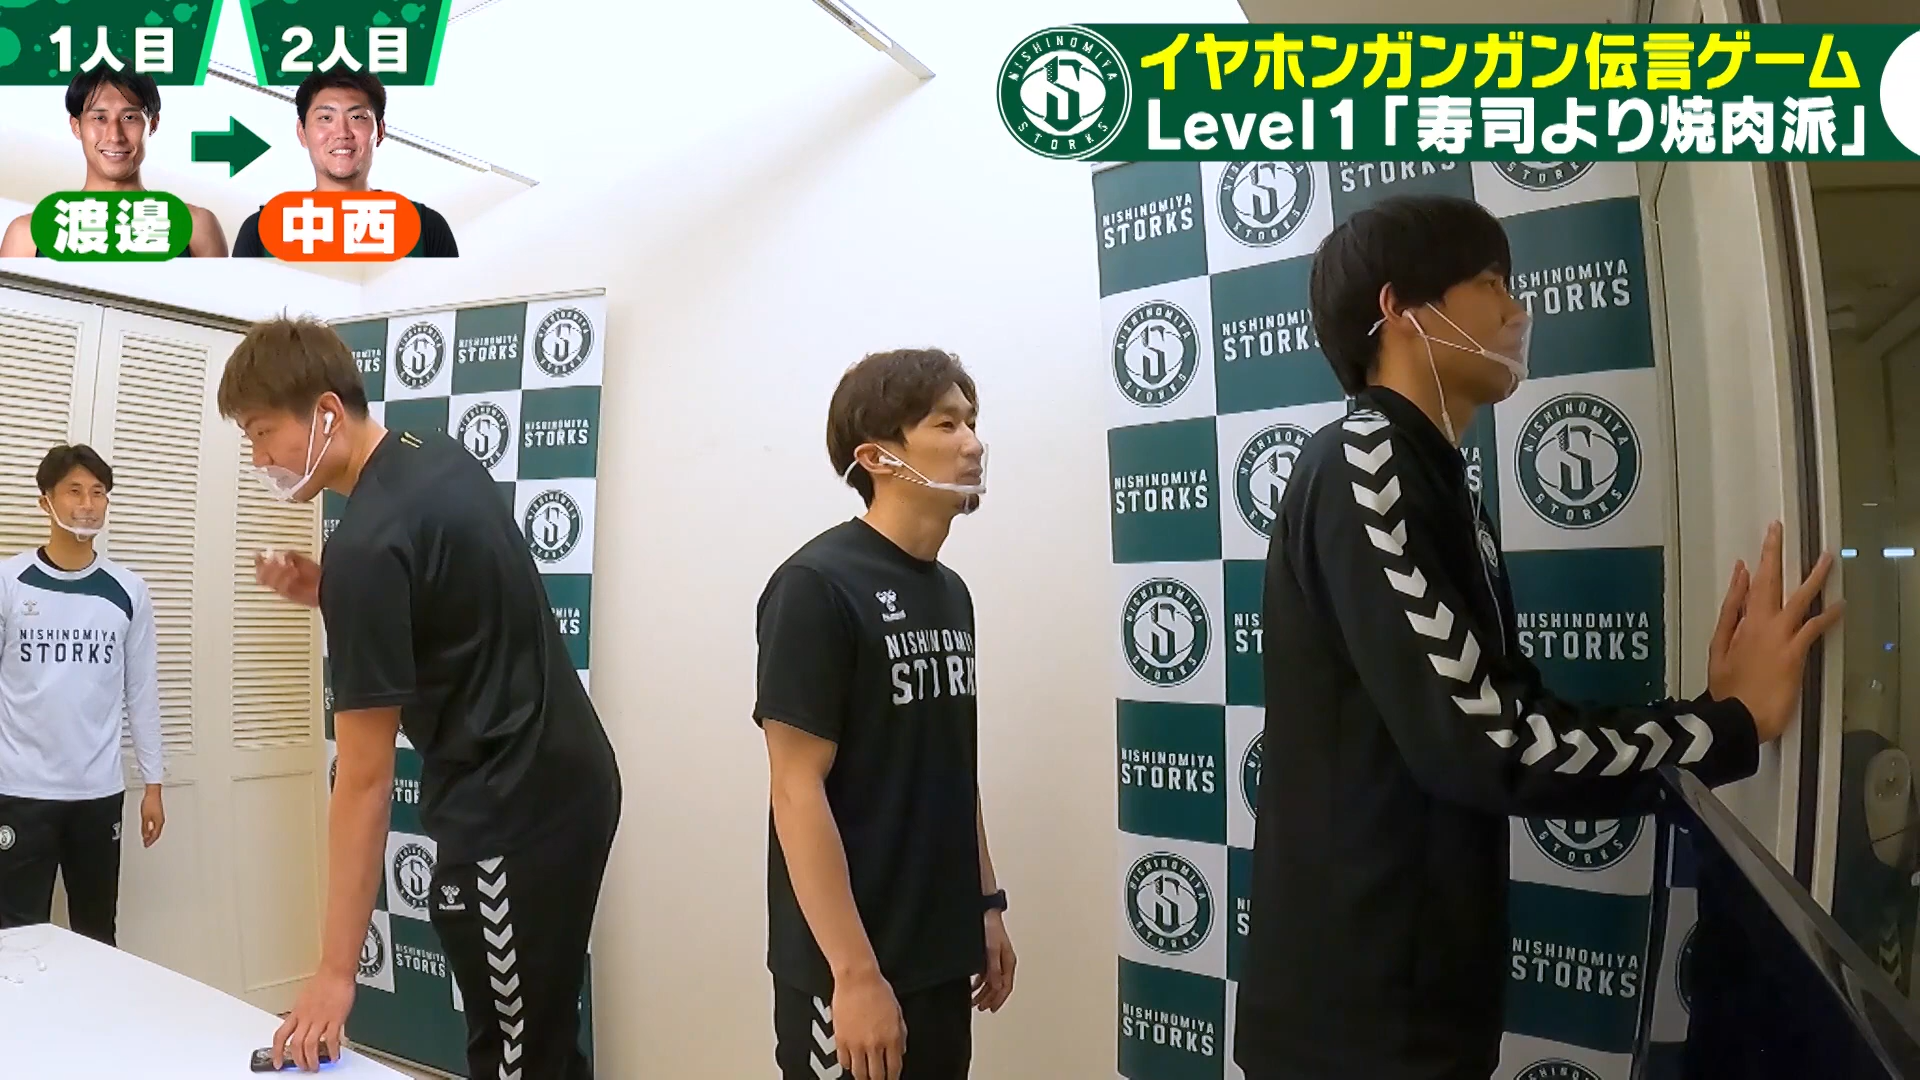 1人目
2人目
渡邊
中西
イヤホンガンガン伝言ゲーム
Level1「寿司より焼肉派」
NISHINOMIYA STORKS
NISHINOMIYA
STORKS
NISHINOMIYA
STORKS
NISHINOMIYA
STORKS
NISHINOMIYA
STORKS
NISHINOMIYA
STORKS
NISHINOMIYA
STORKS
NISHINOMIYA
STORKS
NISHINOMIYA
STORKS
NISHINOMIYA
STORKS
NISHINOMIYA
STORKS